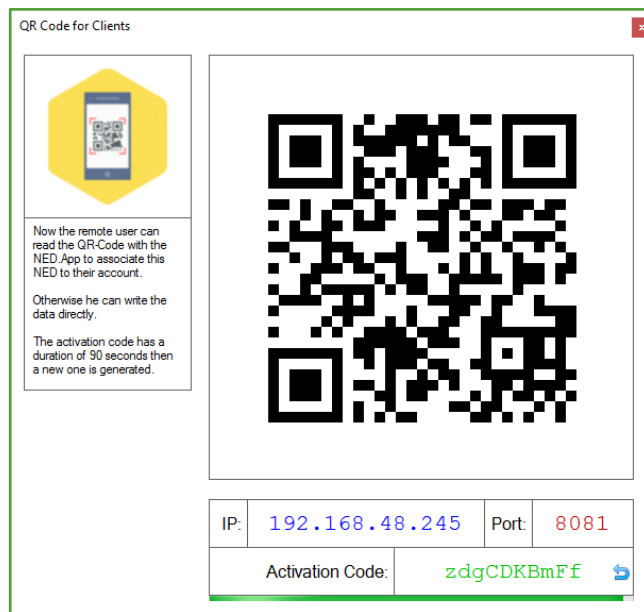 QR Code for Clients
Now the remote user can
read the QR-Code with the
NED.App to associate this
NED to their account.
Otherwise he can write the
data directly.
The activation code has a
duration of 90 seconds then
a new one is generated.
IP: 192.168.48.245 Port: 8081
Activation Code: zdgCDKBmFf